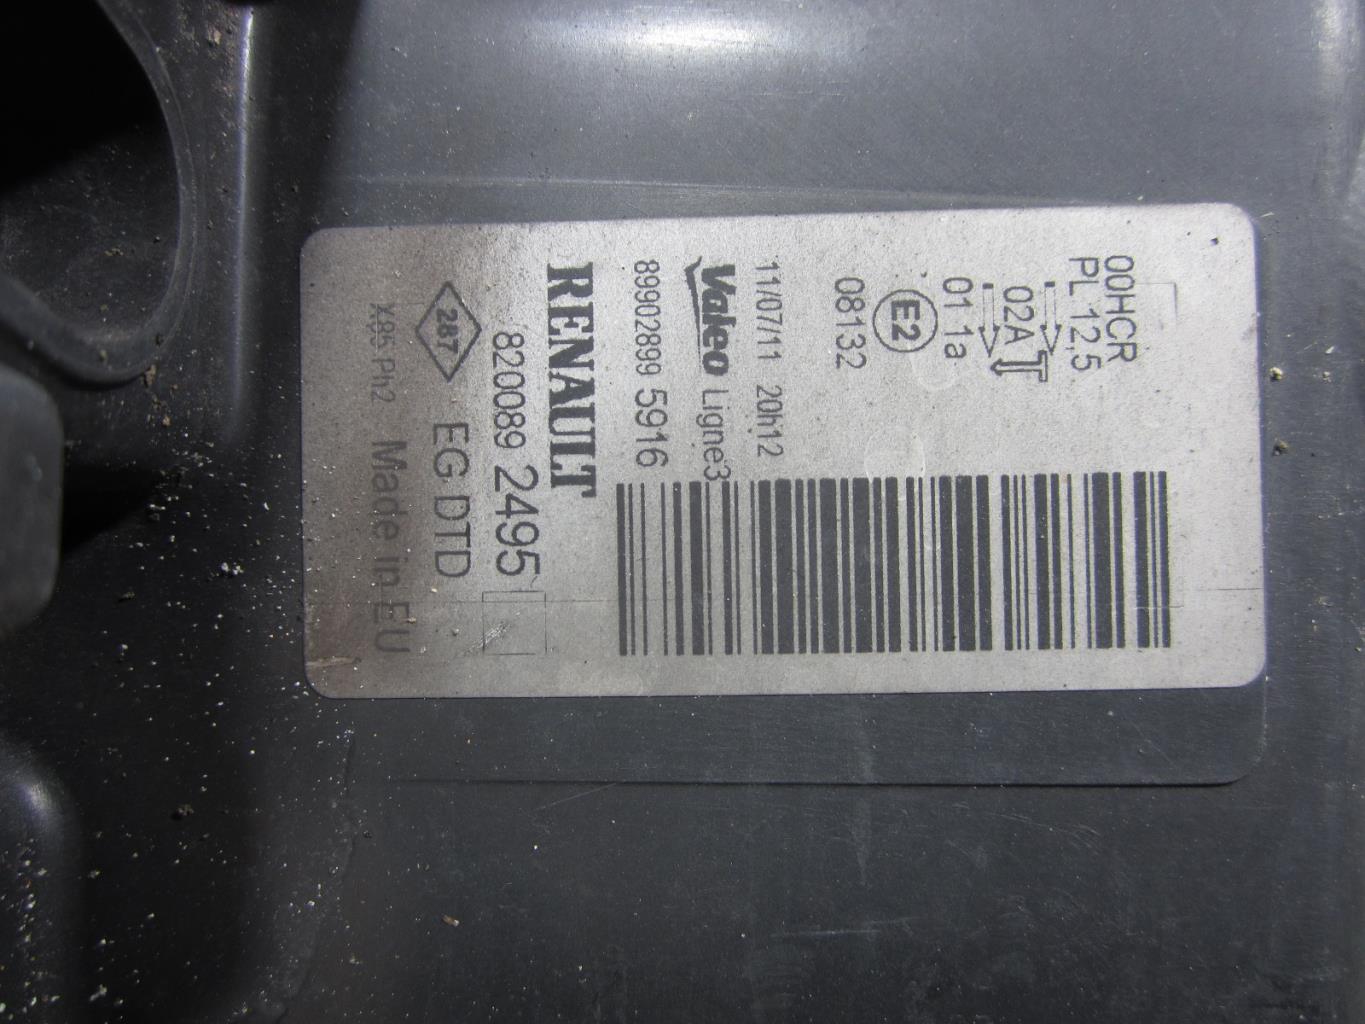 00HCR
PL 12,5
02A
01 1a
E2
08132
11/07/11 20h12
Valeo Ligne3
89902899 5916
RENAULT
820089 2495
287 EG DTD
X85 Ph2 Made in EU